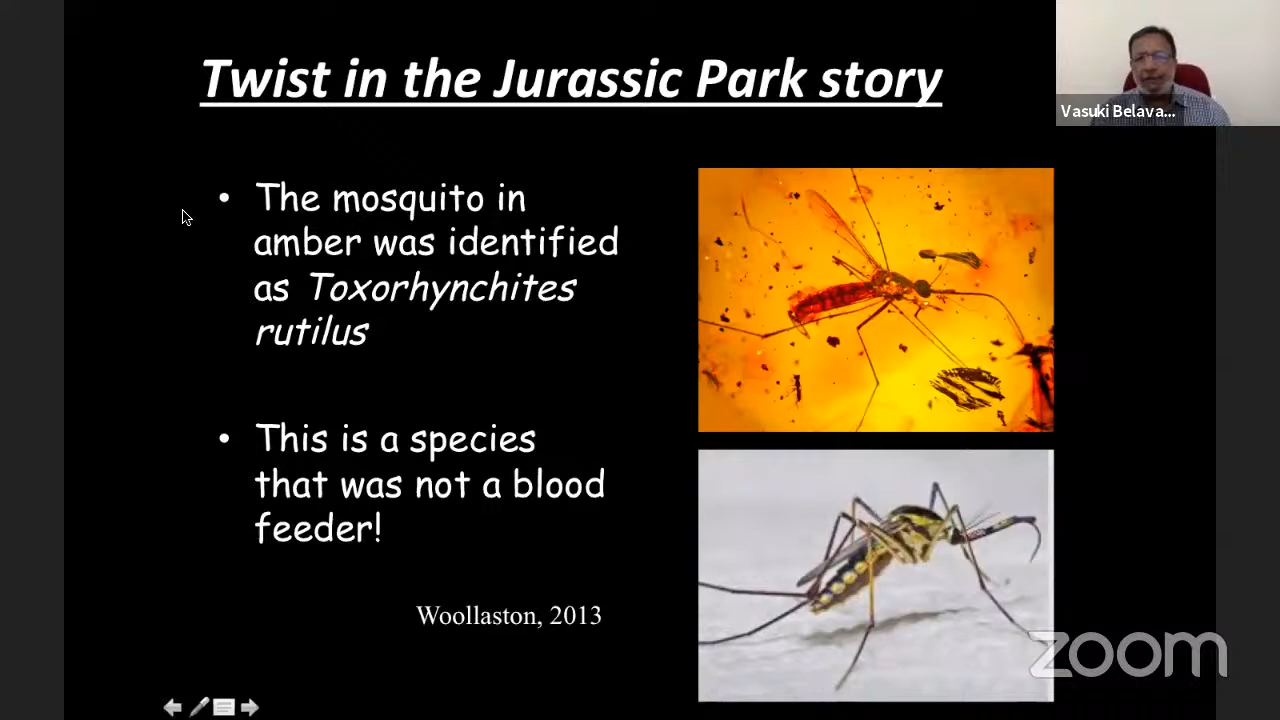 Twist in the Jurassic Park story
Vasuki Belava...
• The mosquito in
amber was identified
as Toxorhynchites
rutilus
• This is a species
that was not a blood
feeder!
Woollaston, 2013
zoom